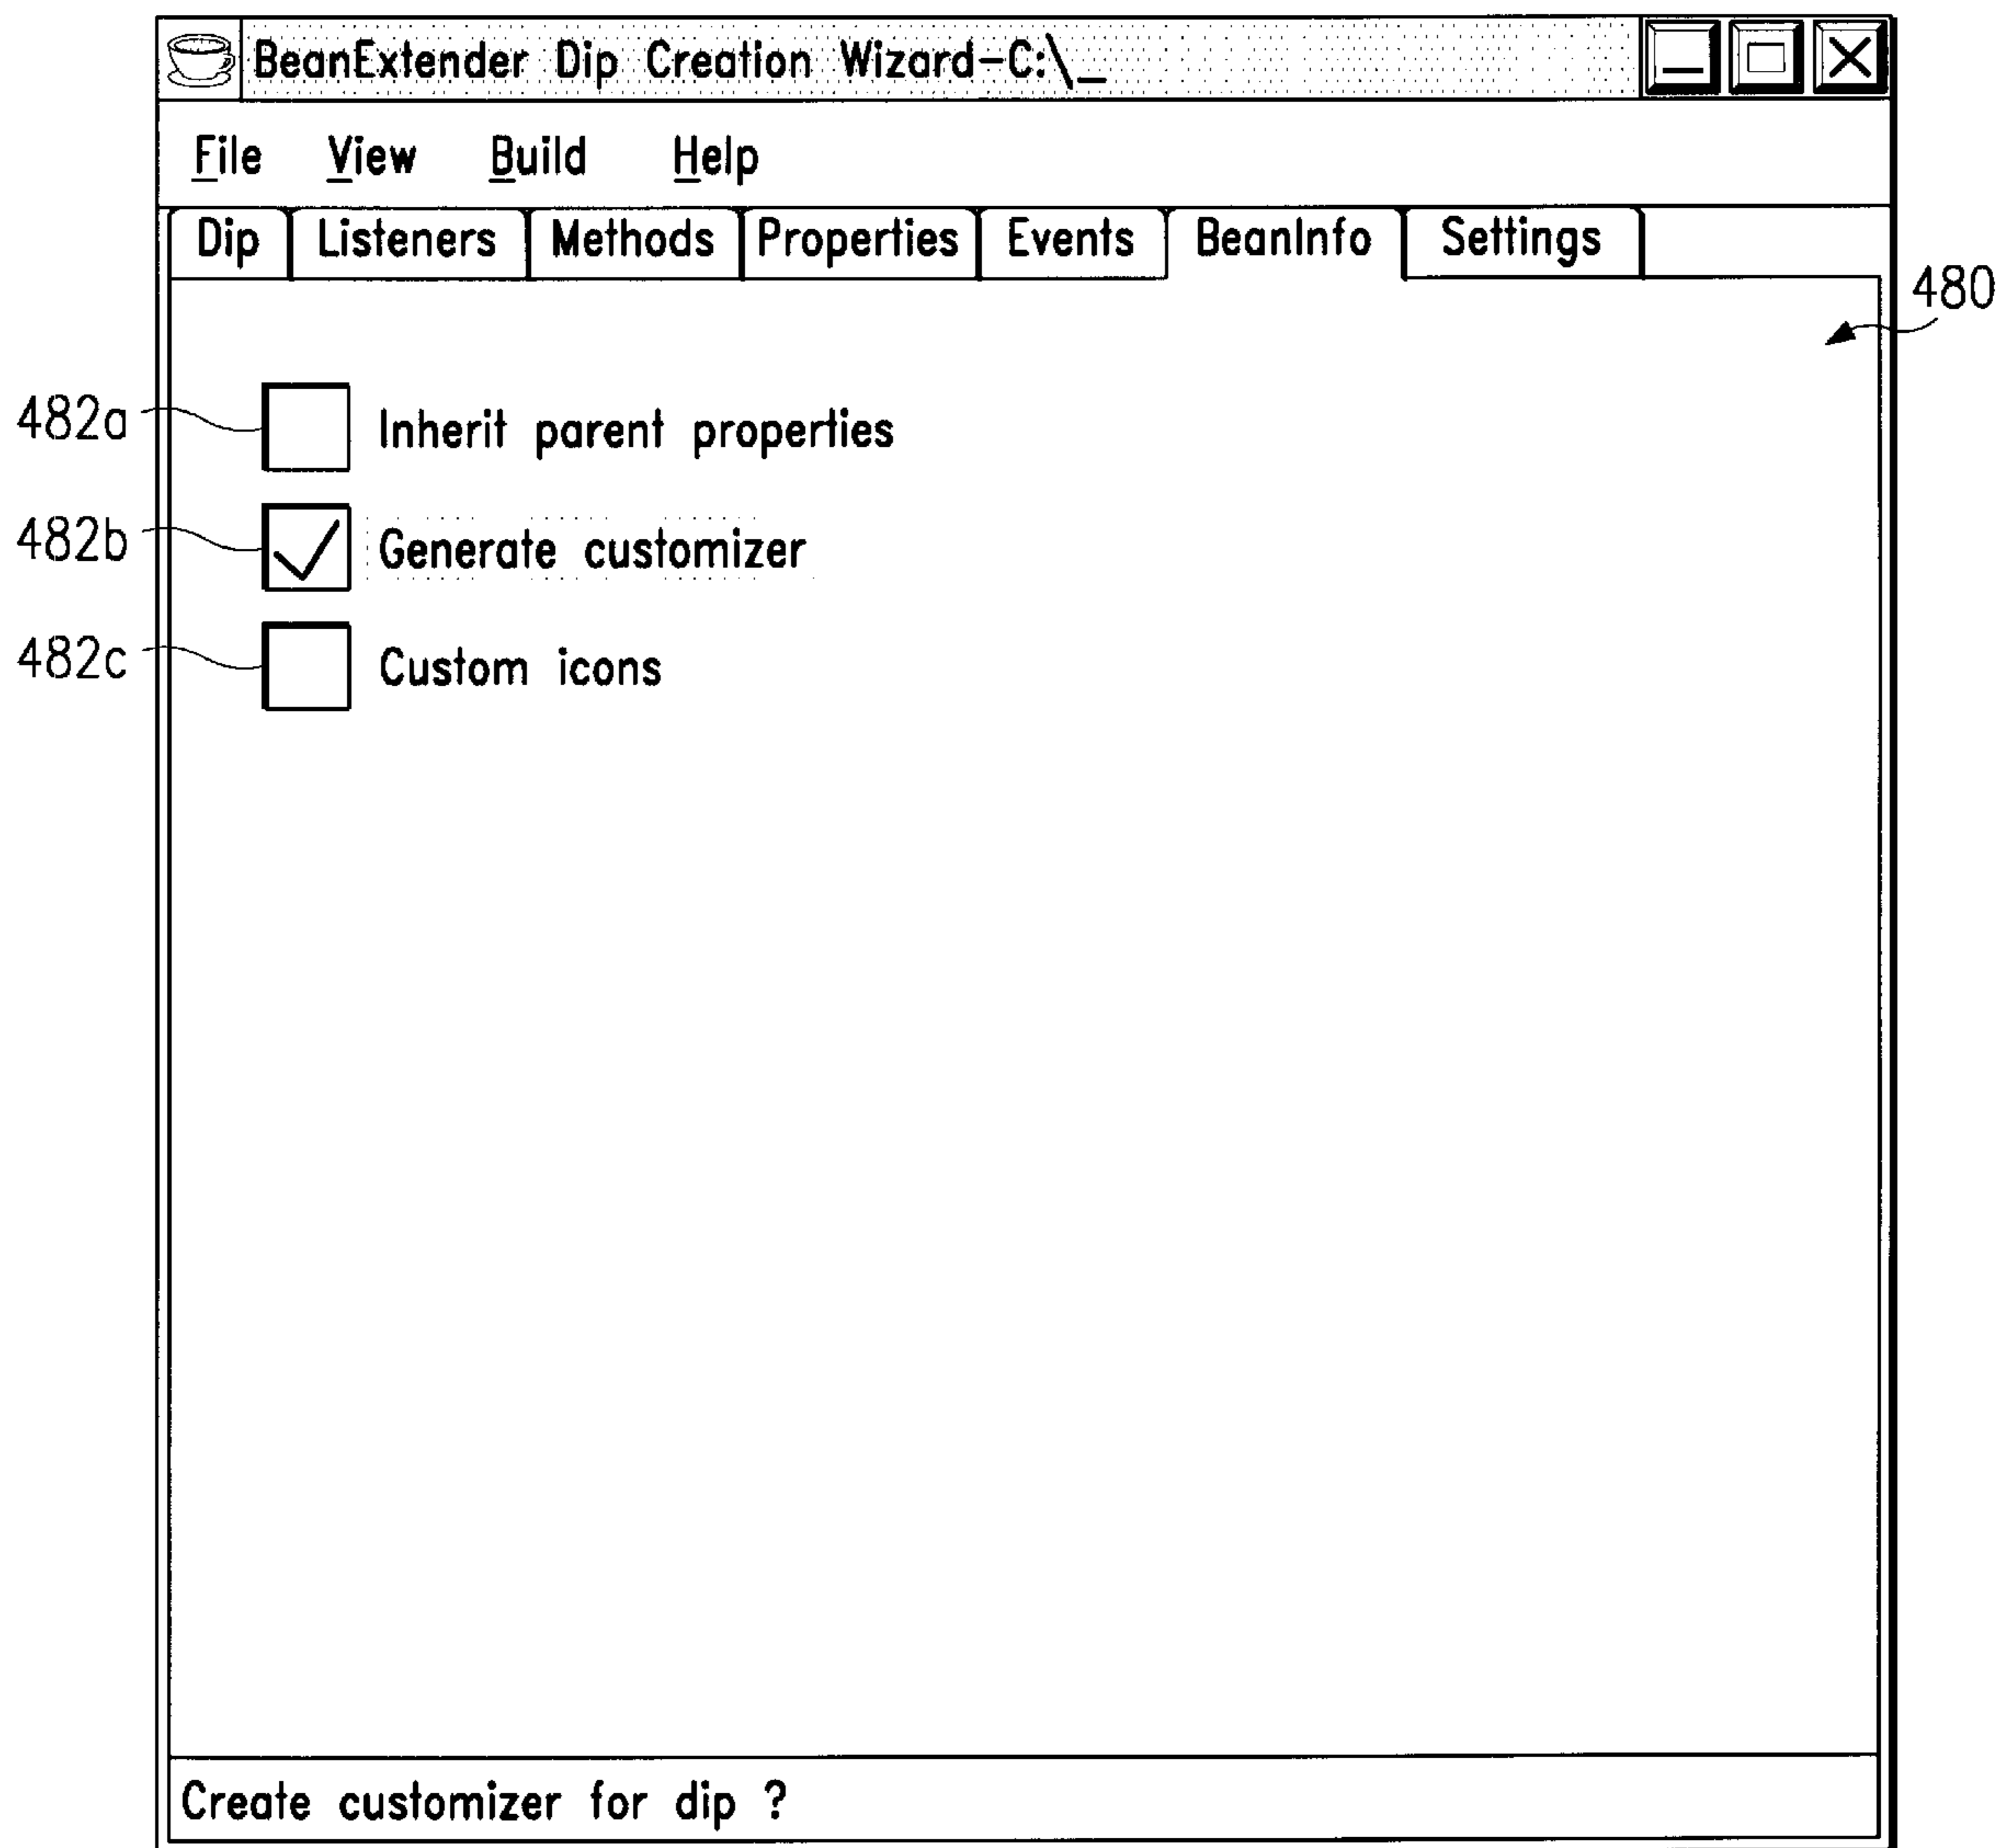 BeanExtender Dip Creation Wizard-C:\_
File View Build Help
Dip Listeners Methods Properties Events BeanInfo Settings
480
482a Inherit parent properties
482b Generate customizer
482c Custom icons
Create customizer for dip ?